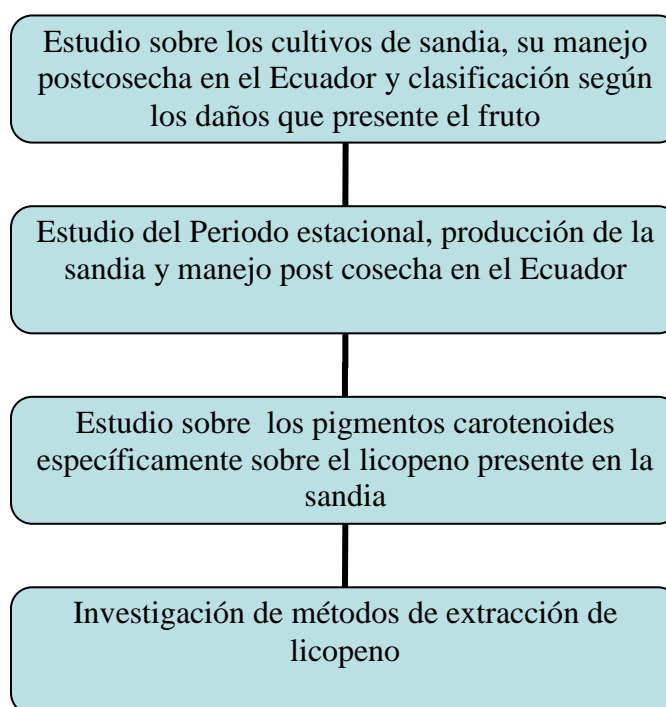 Estudio sobre los cultivos de sandia, su manejo
postcosecha en el Ecuador y clasificación según
los daños que presente el fruto
Estudio del Periodo estacional, producción de la
sandia y manejo post cosecha en el Ecuador
Estudio sobre los pigmentos carotenoides
específicamente sobre el licopeno presente en la
sandia
Investigación de métodos de extracción de
licopeno